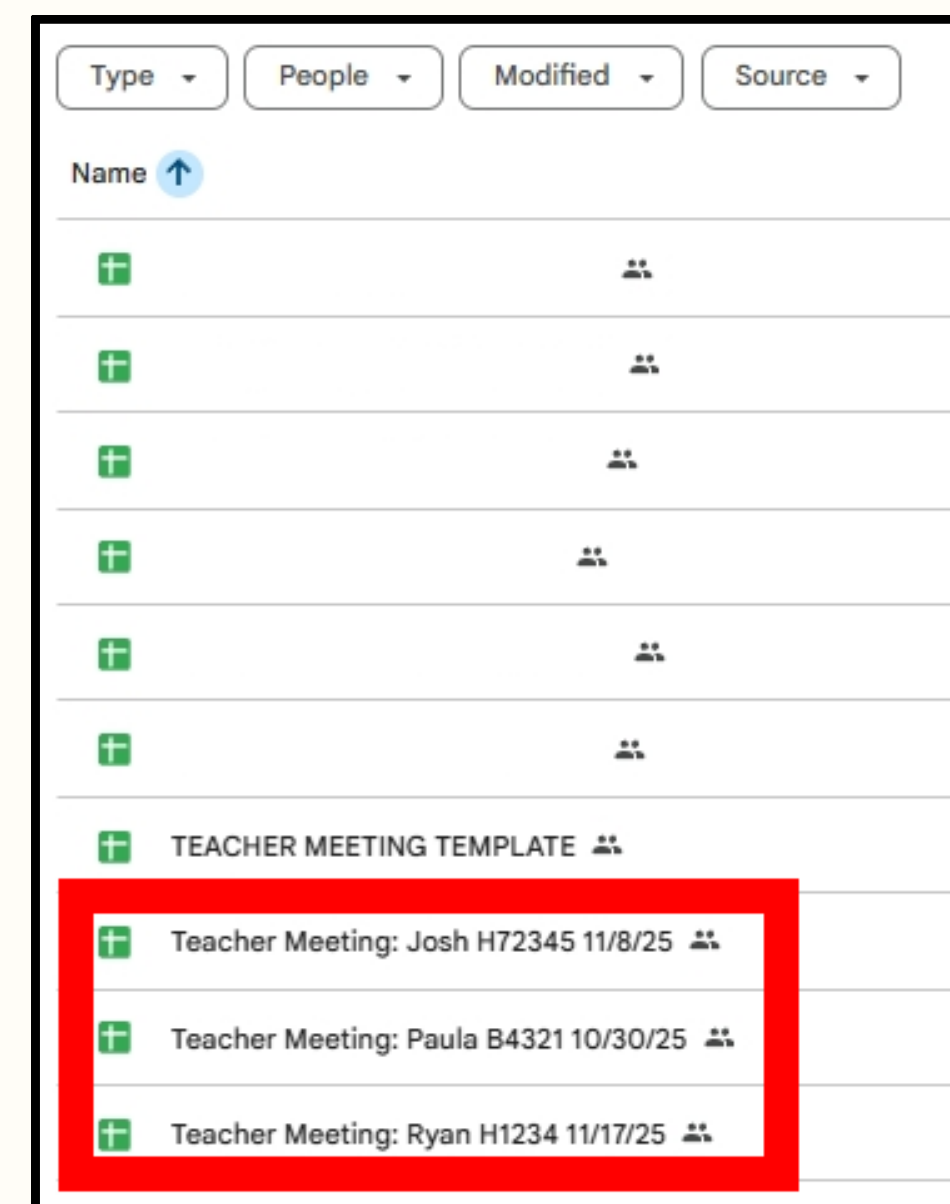 Type People Modified Source
Name
TEACHER MEETING TEMPLATE
Teacher Meeting: Josh H72345 11/8/25
Teacher Meeting: Paula B4321 10/30/25
Teacher Meeting: Ryan H1234 11/17/25